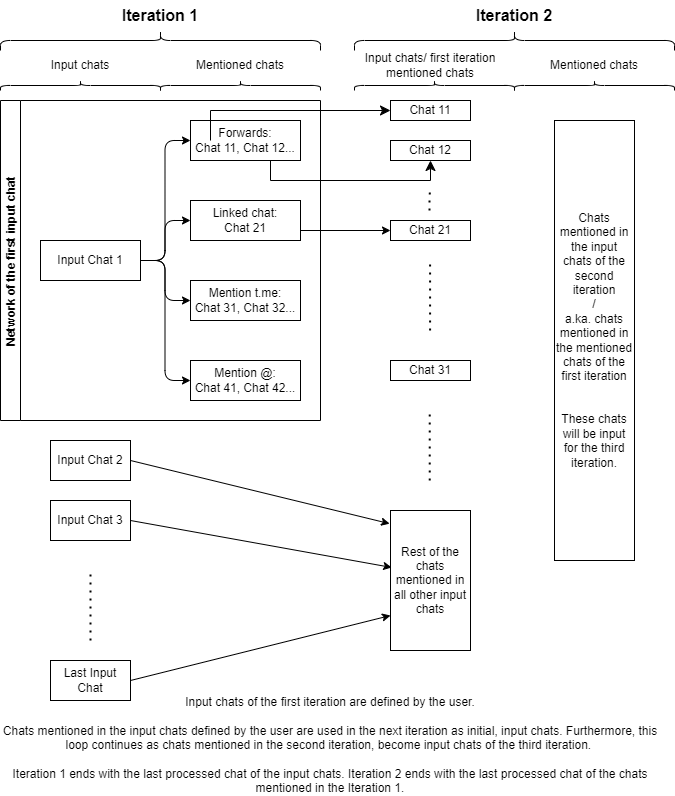 Iteration 1
Iteration 2
Input chats
Mentioned chats
Input chats/ first iteration
mentioned chats
Mentioned chats
Network of the first input chat
Input Chat 1
Forwards:
Chat 11, Chat 12...
Linked chat:
Chat 21
Mention t.me:
Chat 31, Chat 32...
Mention @:
Chat 41, Chat 42...
Input Chat 2
Input Chat 3
Last Input
Chat
Chat 11
Chat 12
Chat 21
Chat 31
Rest of the
chats
mentioned in
all other input
chats
Chats
mentioned in
the input
chats of the
second
iteration
/
a.ka. chats
mentioned in
the mentioned
chats of the
first iteration
These chats
will be input
for the third
iteration.
Input chats of the first iteration are defined by the user.
Chats mentioned in the input chats defined by the user are used in the next iteration as initial, input chats. Furthermore, this
loop continues as chats mentioned in the second iteration, become input chats of the third iteration.
Iteration 1 ends with the last processed chat of the input chats. Iteration 2 ends with the last processed chat of the chats
mentioned in the Iteration 1.